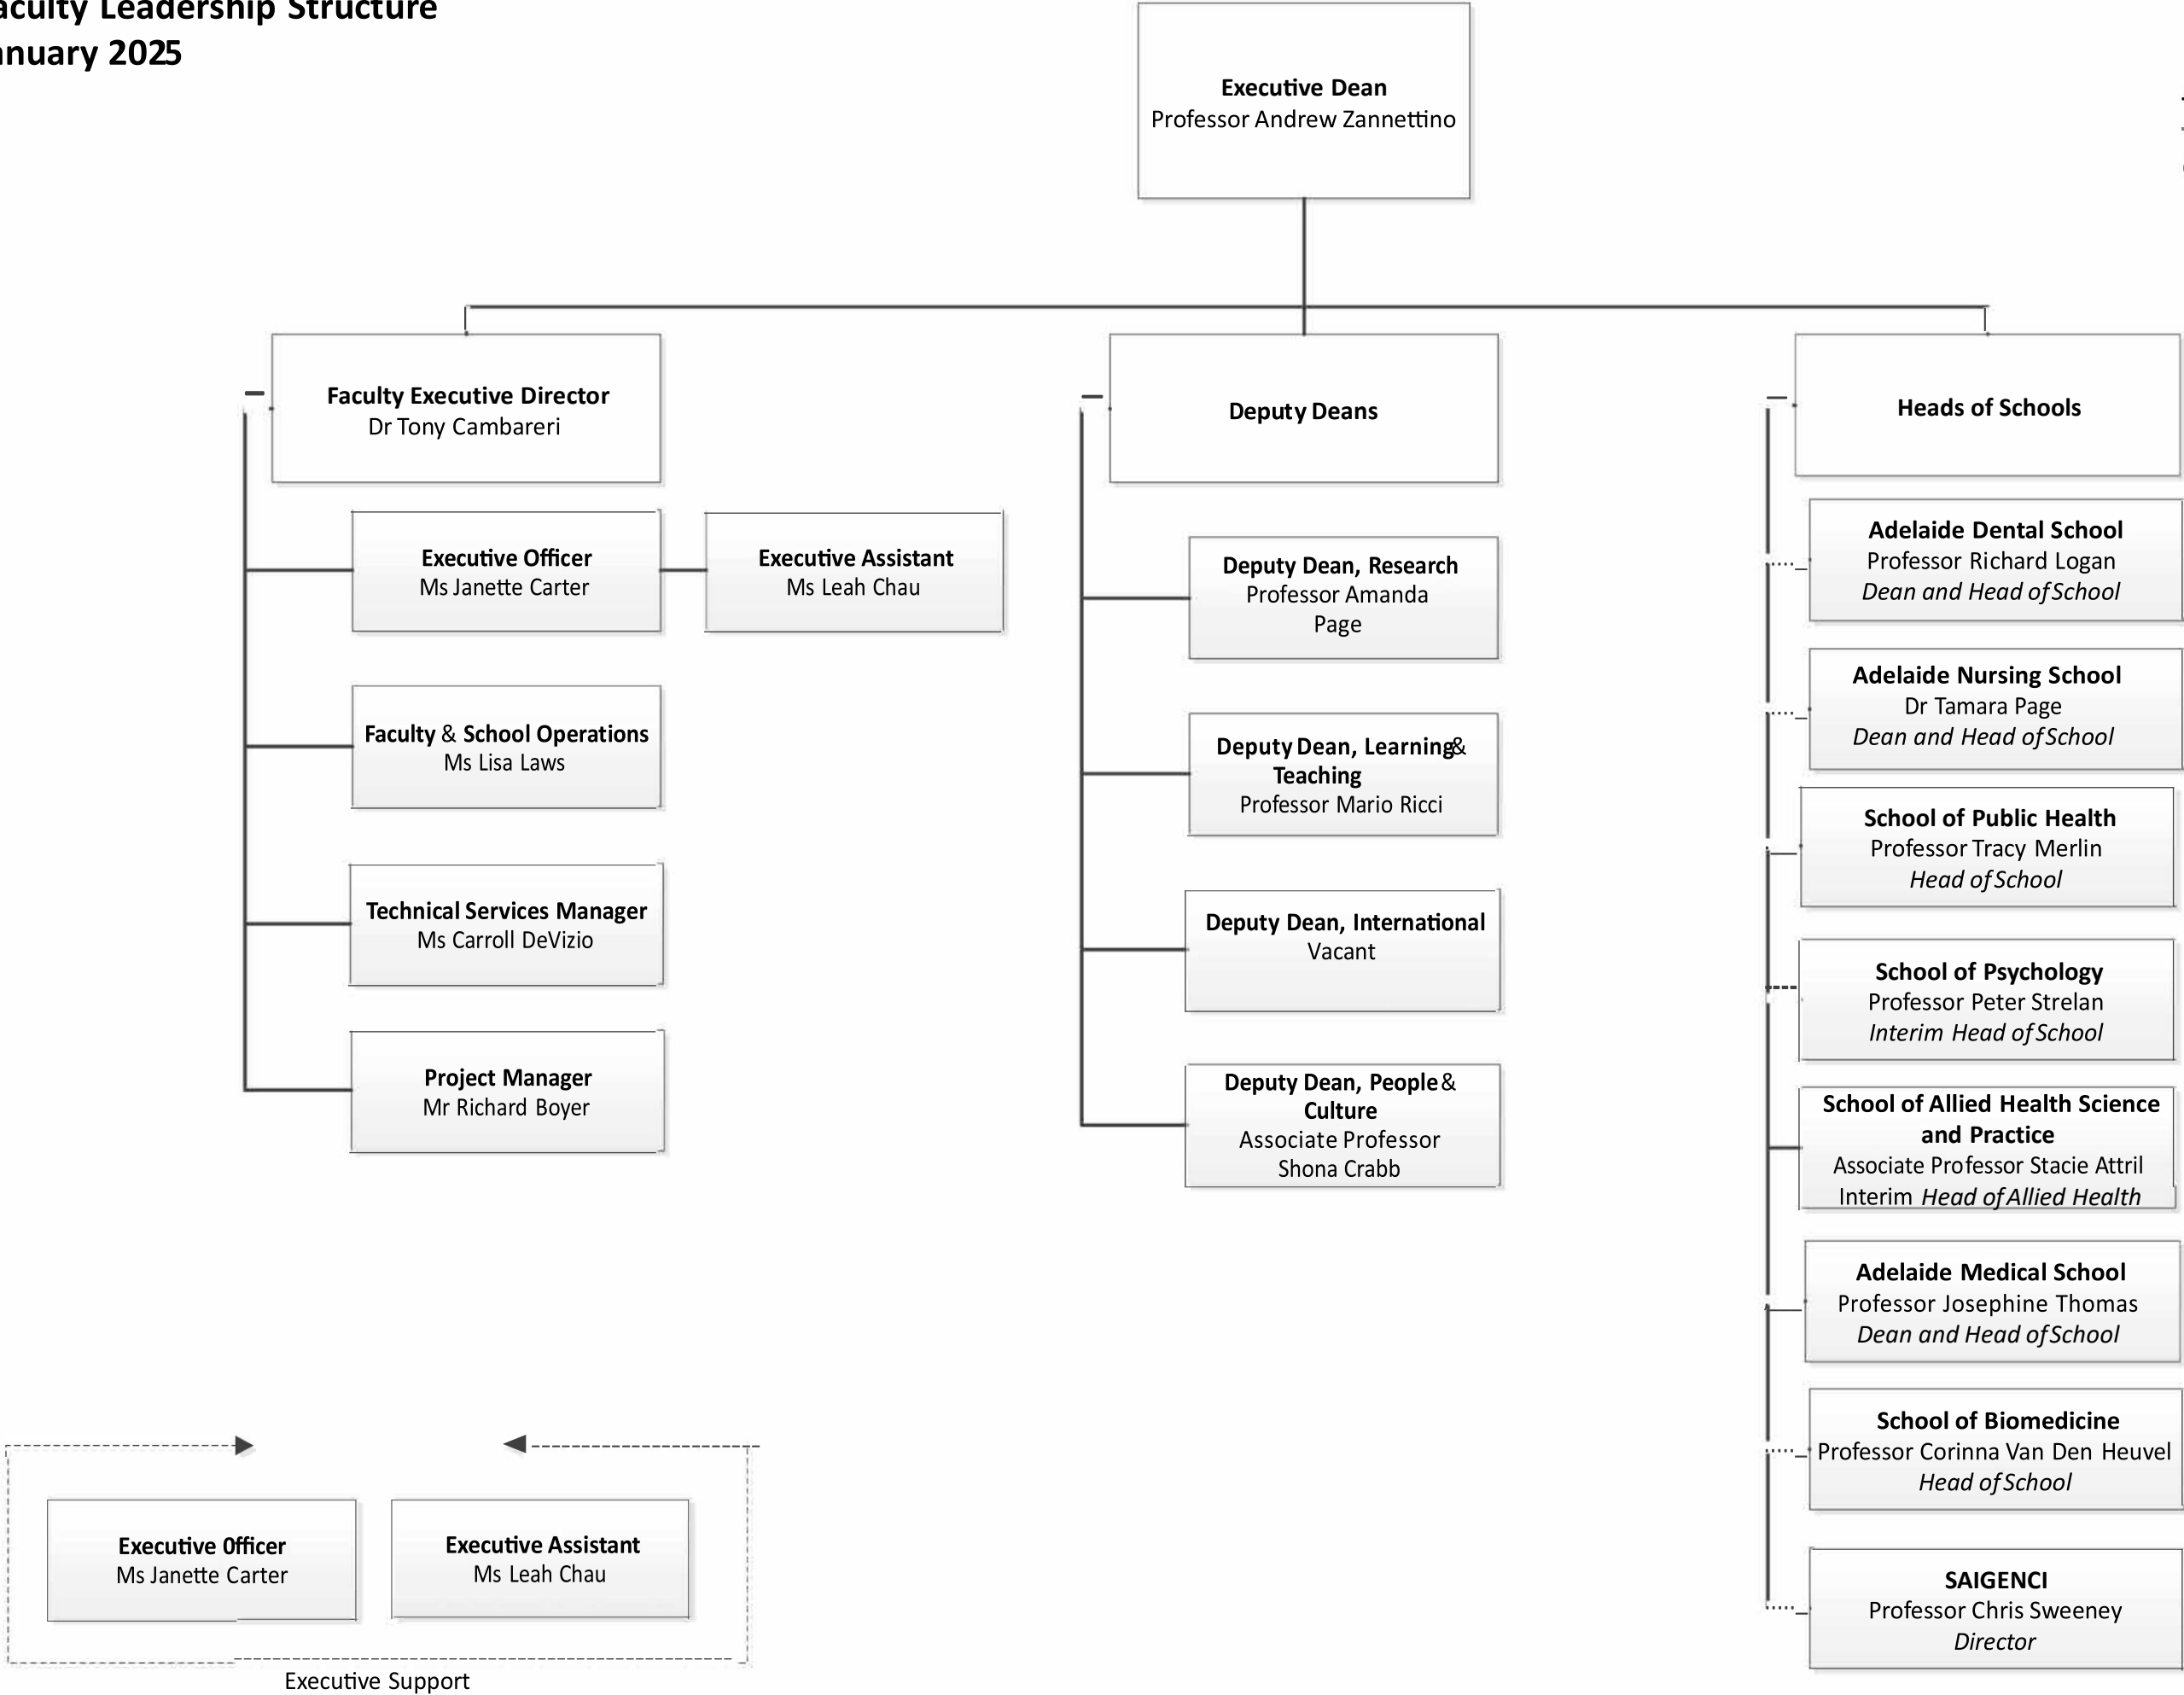 aculty Leadership Structure
anuary 2025
Executive Dean
Professor Andrew Zannettino
Faculty Executive Director
Dr Tony Cambareri
Executive Officer
Ms Janette Carter
Executive Assistant
Ms Leah Chau
Faculty & School Operations
Ms Lisa Laws
Technical Services Manager
Ms Carroll DeVizio
Project Manager
Mr Richard Boyer
Deputy Deans
Deputy Dean, Research
Professor Amanda
Page
Deputy Dean, Learning&
Teaching
Professor Mario Ricci
Deputy Dean, International
Vacant
Deputy Dean, People &
Culture
Associate Professor
Shona Crabb
Heads of Schools
Adelaide Dental School
Professor Richard Logan
Dean and Head of School
Adelaide Nursing School
Dr Tamara Page
Dean and Head of School
School of Public Health
Professor Tracy Merlin
Head of School
School of Psychology
Professor Peter Strelan
Interim Head of School
School of Allied Health Science
and Practice
Associate Professor Stacie Attril
Interim Head of Allied Health
Adelaide Medical School
Professor Josephine Thomas
Dean and Head of School
School of Biomedicine
Professor Corinna Van Den Heuvel
Head of School
SAIGENCI
Professor Chris Sweeney
Director
Executive Officer
Ms Janette Carter
Executive Assistant
Ms Leah Chau
Executive Support